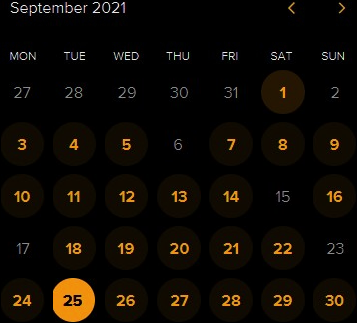 September 2021 < >
MON TUE WED THU FRI SAT SUN
27 28 29 30 31 1 2
3 4 5 6 7 8 9
10 11 12 13 14 15 16
17 18 19 20 21 22 23
24 25 26 27 28 29 30